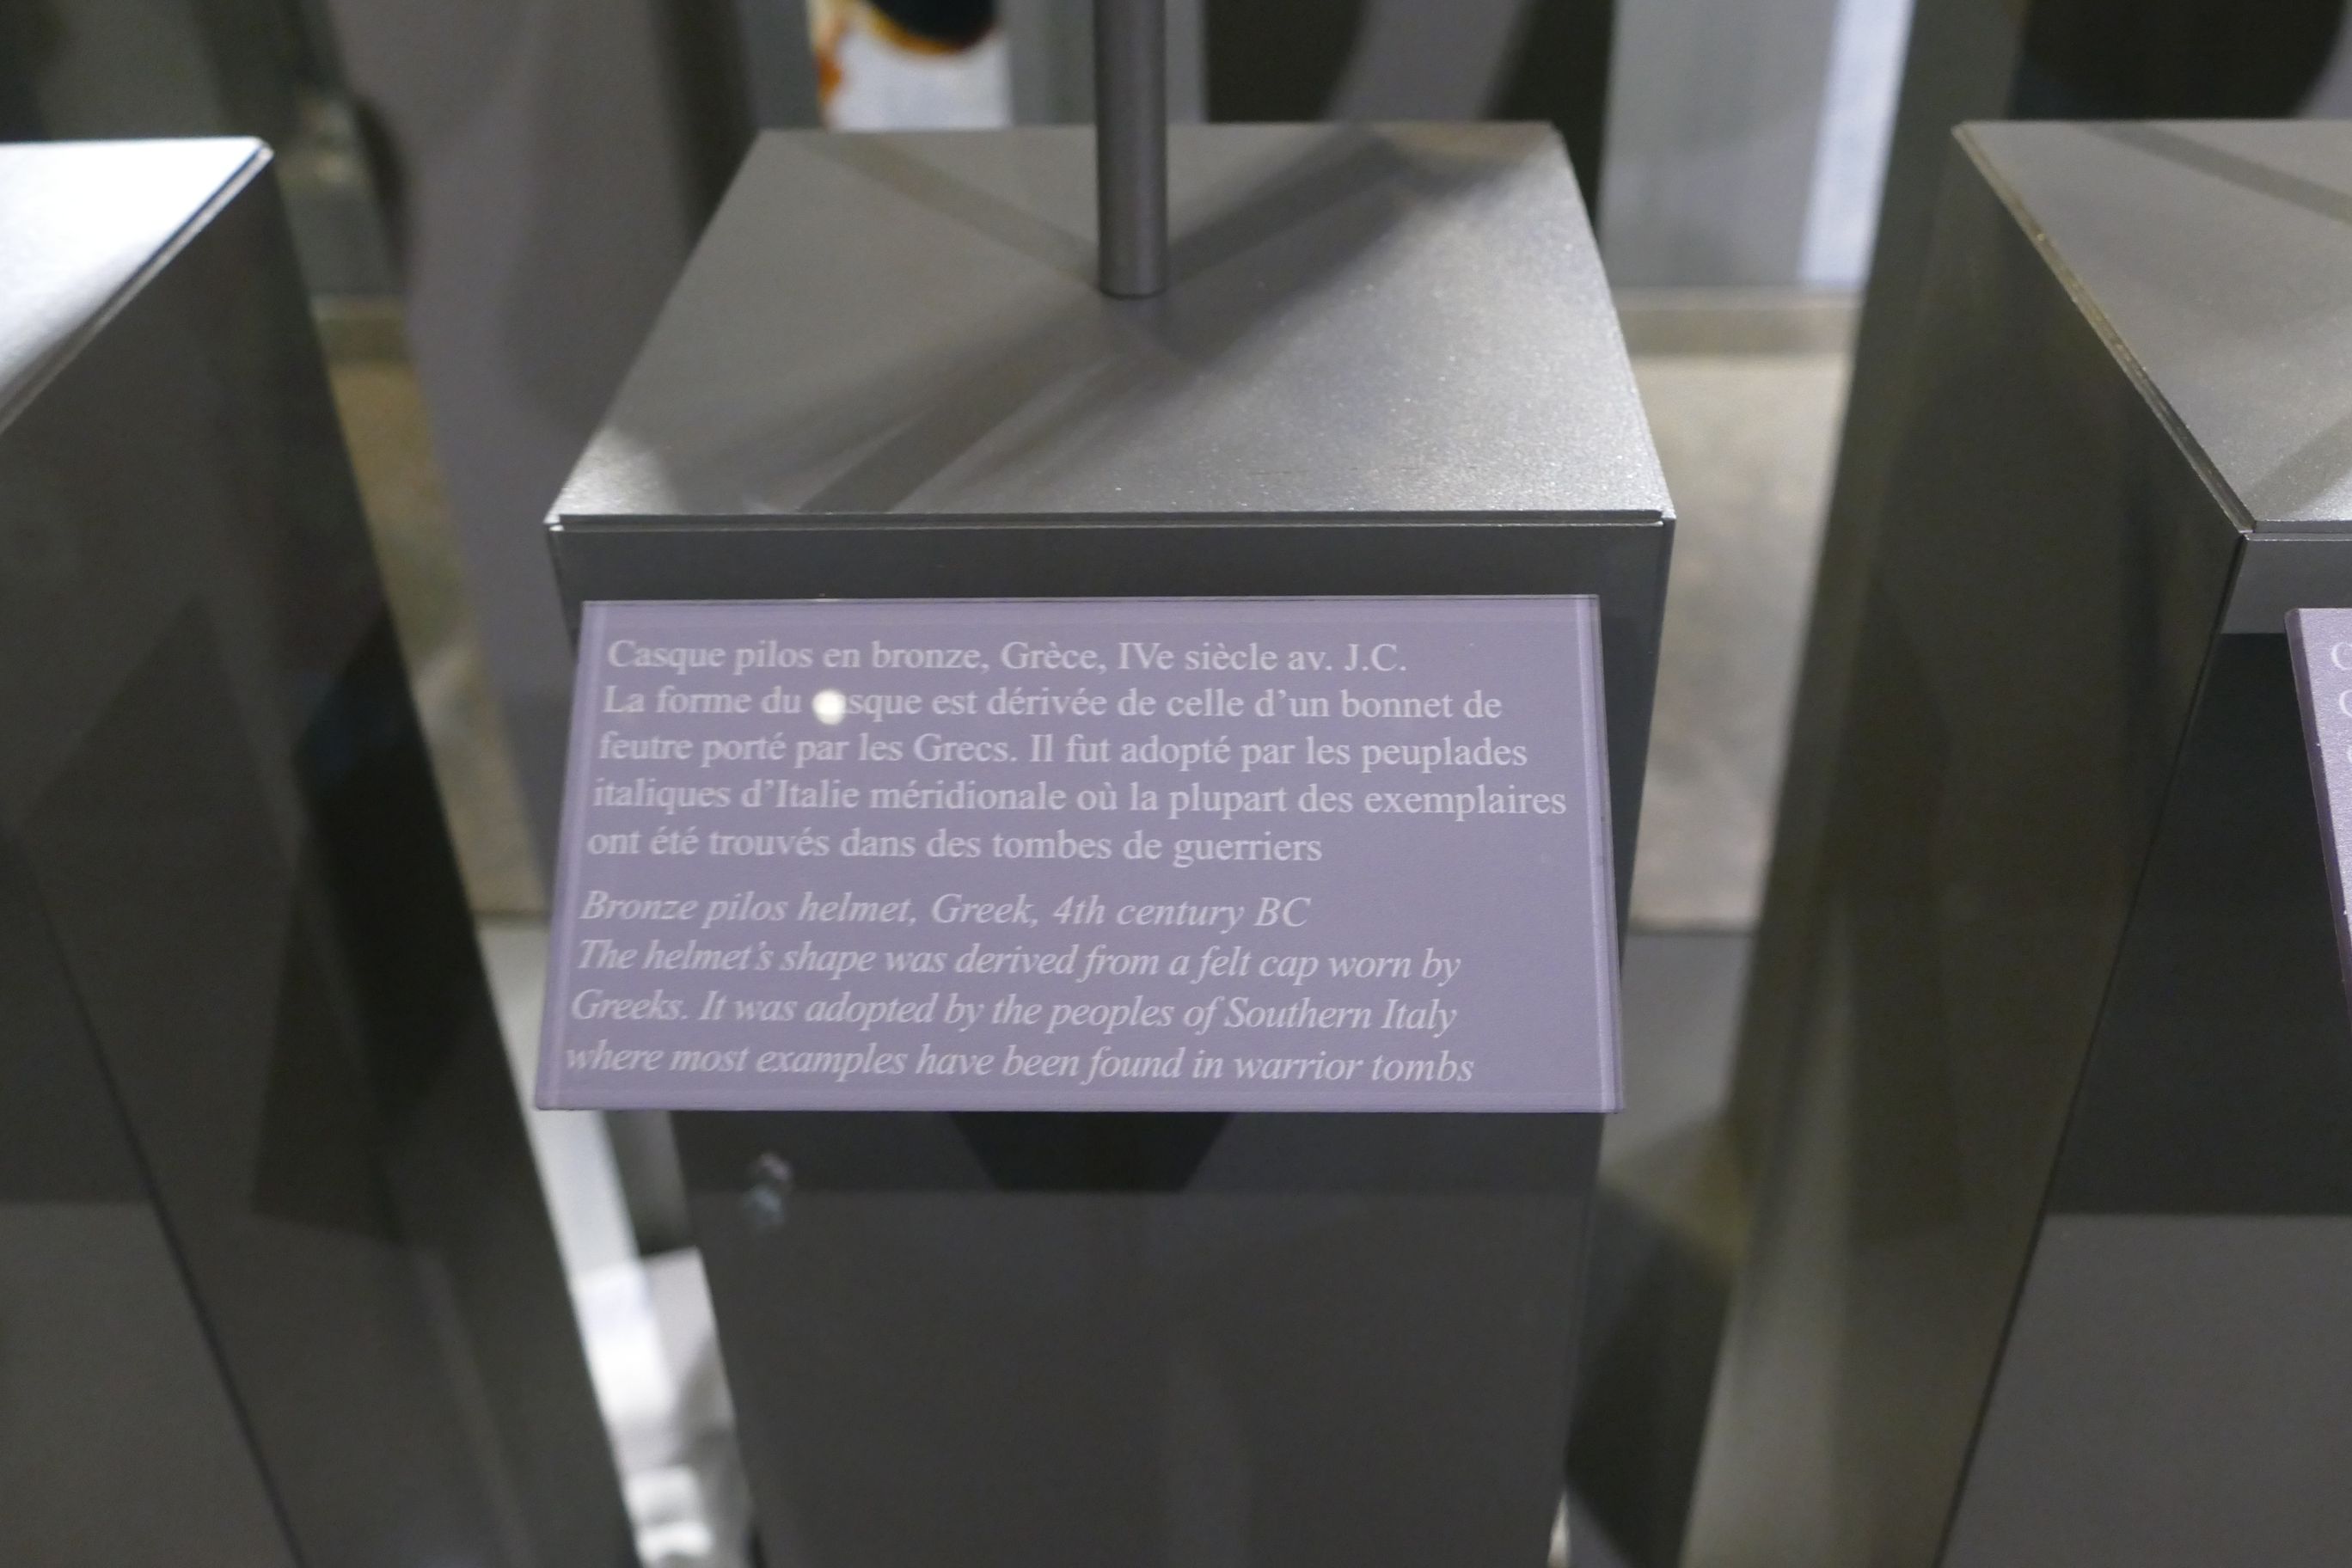 Casque pilos en bronze, Grèce, IVe siècle av. J.C.
La forme du casque est dérivée de celle d'un bonnet de
feutre porté par les Grecs. Il fut adopté par les peuplades
italiques d'Italie méridionale où la plupart des exemplaires
ont été trouvés dans des tombes de guerriers
Bronze pilos helmet, Greek, 4th century BC
The helmet's shape was derived from a felt cap worn by
Greeks. It was adopted by the peoples of Southern Italy
where most examples have been found in warrior tombs